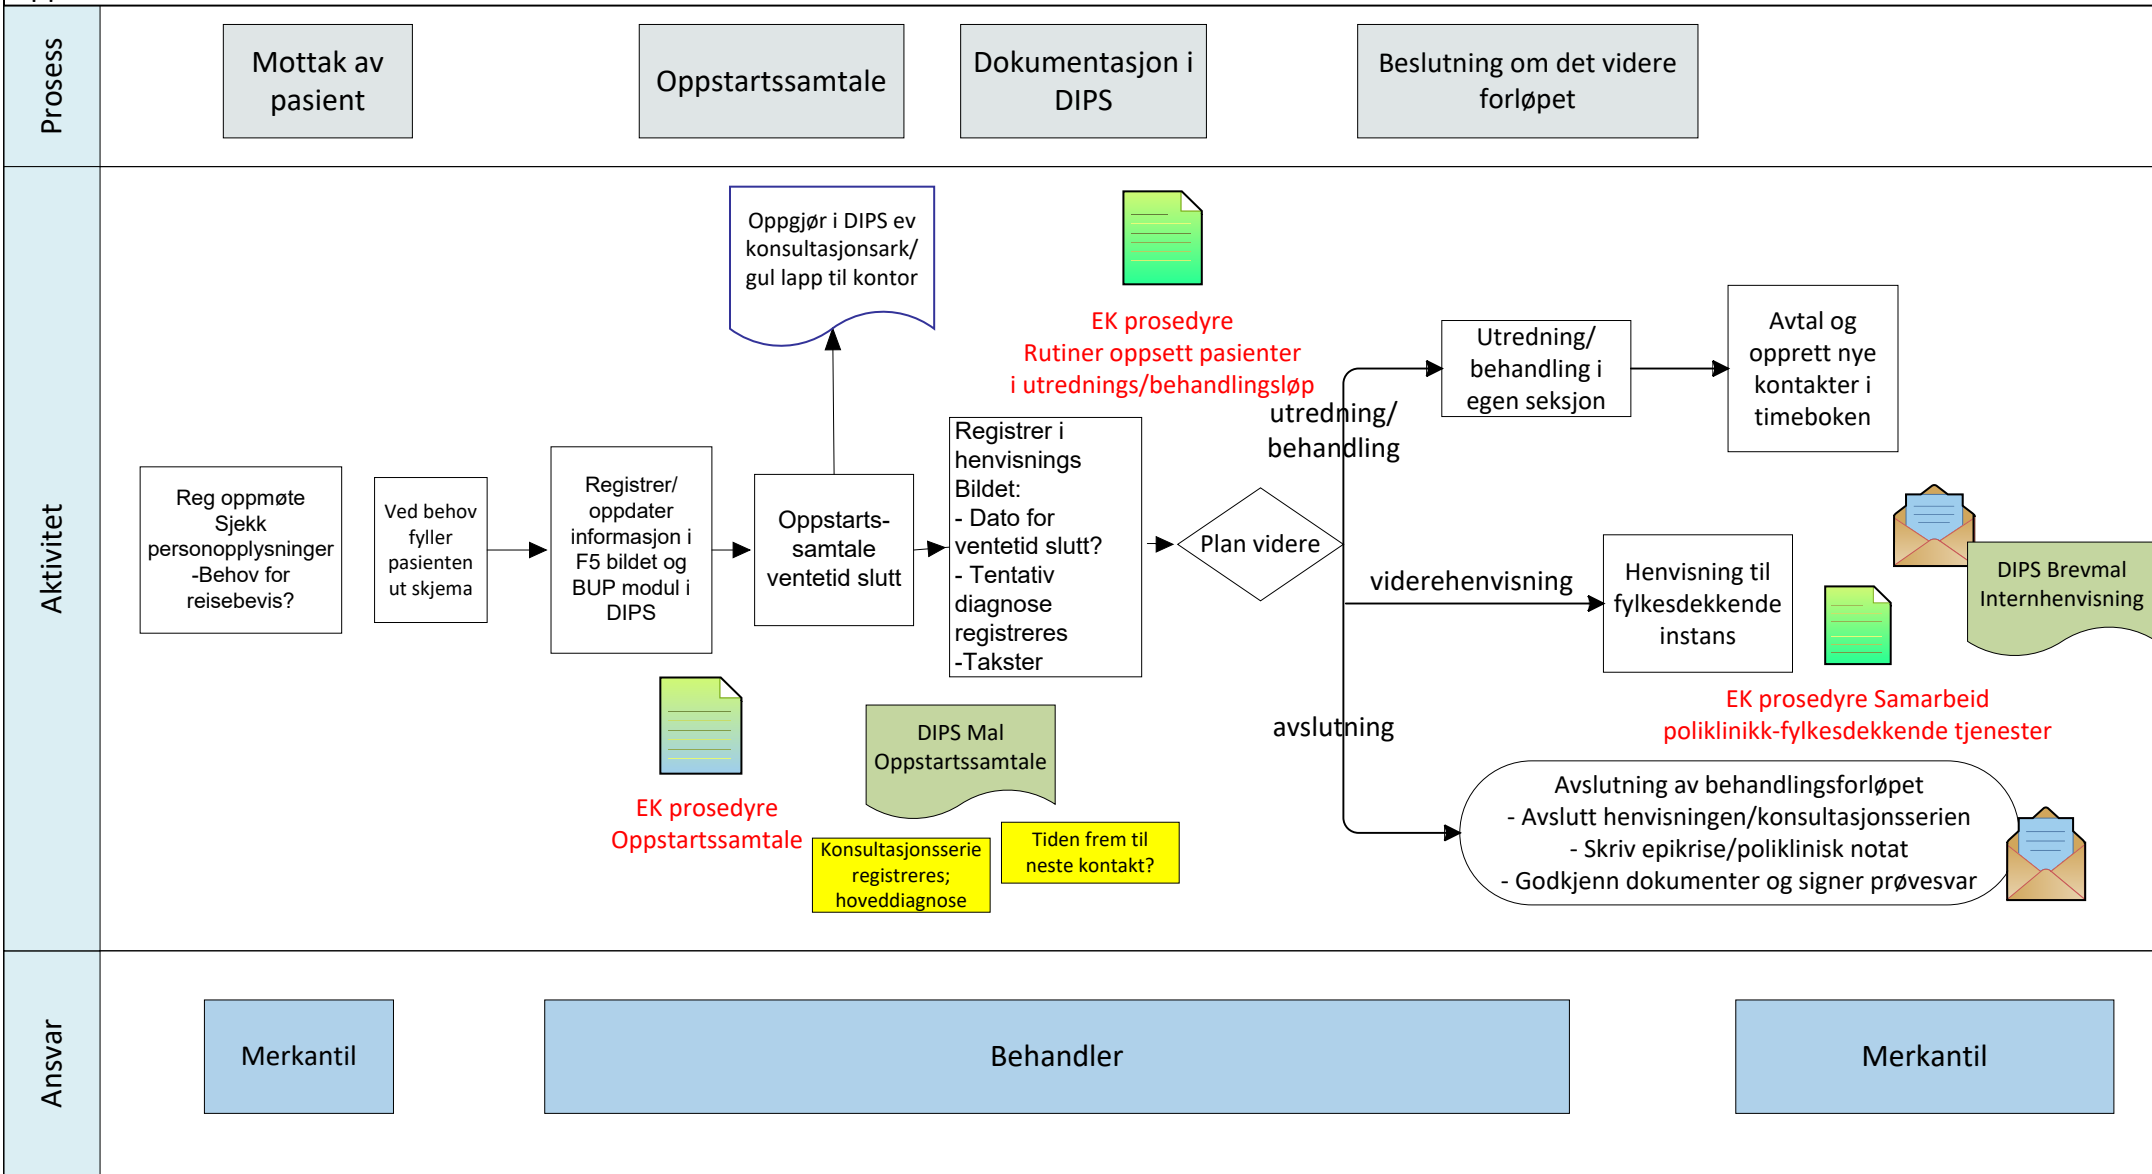 Prosess
Mottak av
pasient
Oppstartssamtale
Dokumentasjon i
DIPS
Beslutning om det videre
forløpet
Aktivitet
Oppgjør i DIPS ev
konsultasjonsark/
gul lapp til kontor
EK prosedyre
Rutiner oppsett pasienter
i utrednings/behandlingsløp
Reg oppmøte
Sjekk
personopplysninger
-Behov for
reisebevis?
Ved behov
fyller
pasienten
ut skjema
Registrer/
oppdater
informasjon i
F5 bildet og
BUP modul i
DIPS
Oppstarts-
samtale
ventetid slutt
Registrer i
henvisnings
Bildet:
- Dato for
ventetid slutt?
- Tentativ
diagnose
registreres
-Takster
Plan videre
utredning/
behandling
Utredning/
behandling i
egen seksjon
Avtal og
opprett nye
kontakter i
timeboken
viderehenvisning
Henvisning til
fylkesdekkende
instans
DIPS Brevmal
Internhenvisning
EK prosedyre Samarbeid
poliklinikk-fylkesdekkende tjenester
avslutning
Avslutning av behandlingsforløpet
- Avslutt henvisningen/konsultasjonsserien
- Skriv epikrise/poliklinisk notat
- Godkjenn dokumenter og signer prøvesvar
EK prosedyre
Oppstartssamtale
DIPS Mal
Oppstartssamtale
Konsultasjonsserie
registreres;
hoveddiagnose
Tiden frem til
neste kontakt?
Ansvar
Merkantil
Behandler
Merkantil